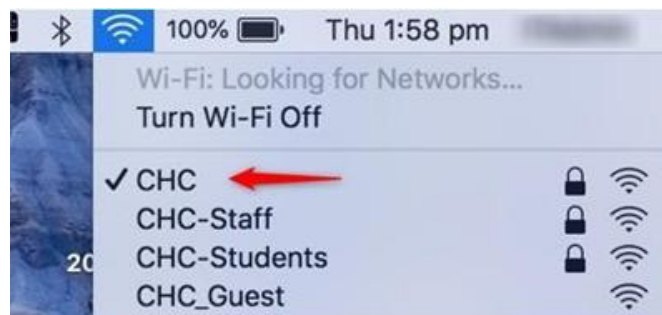 100% Thu 1:58 pm
Wi-Fi: Looking for Networks...
Turn Wi-Fi Off
✓ CHC
CHC-Staff
CHC-Students
20
CHC_Guest